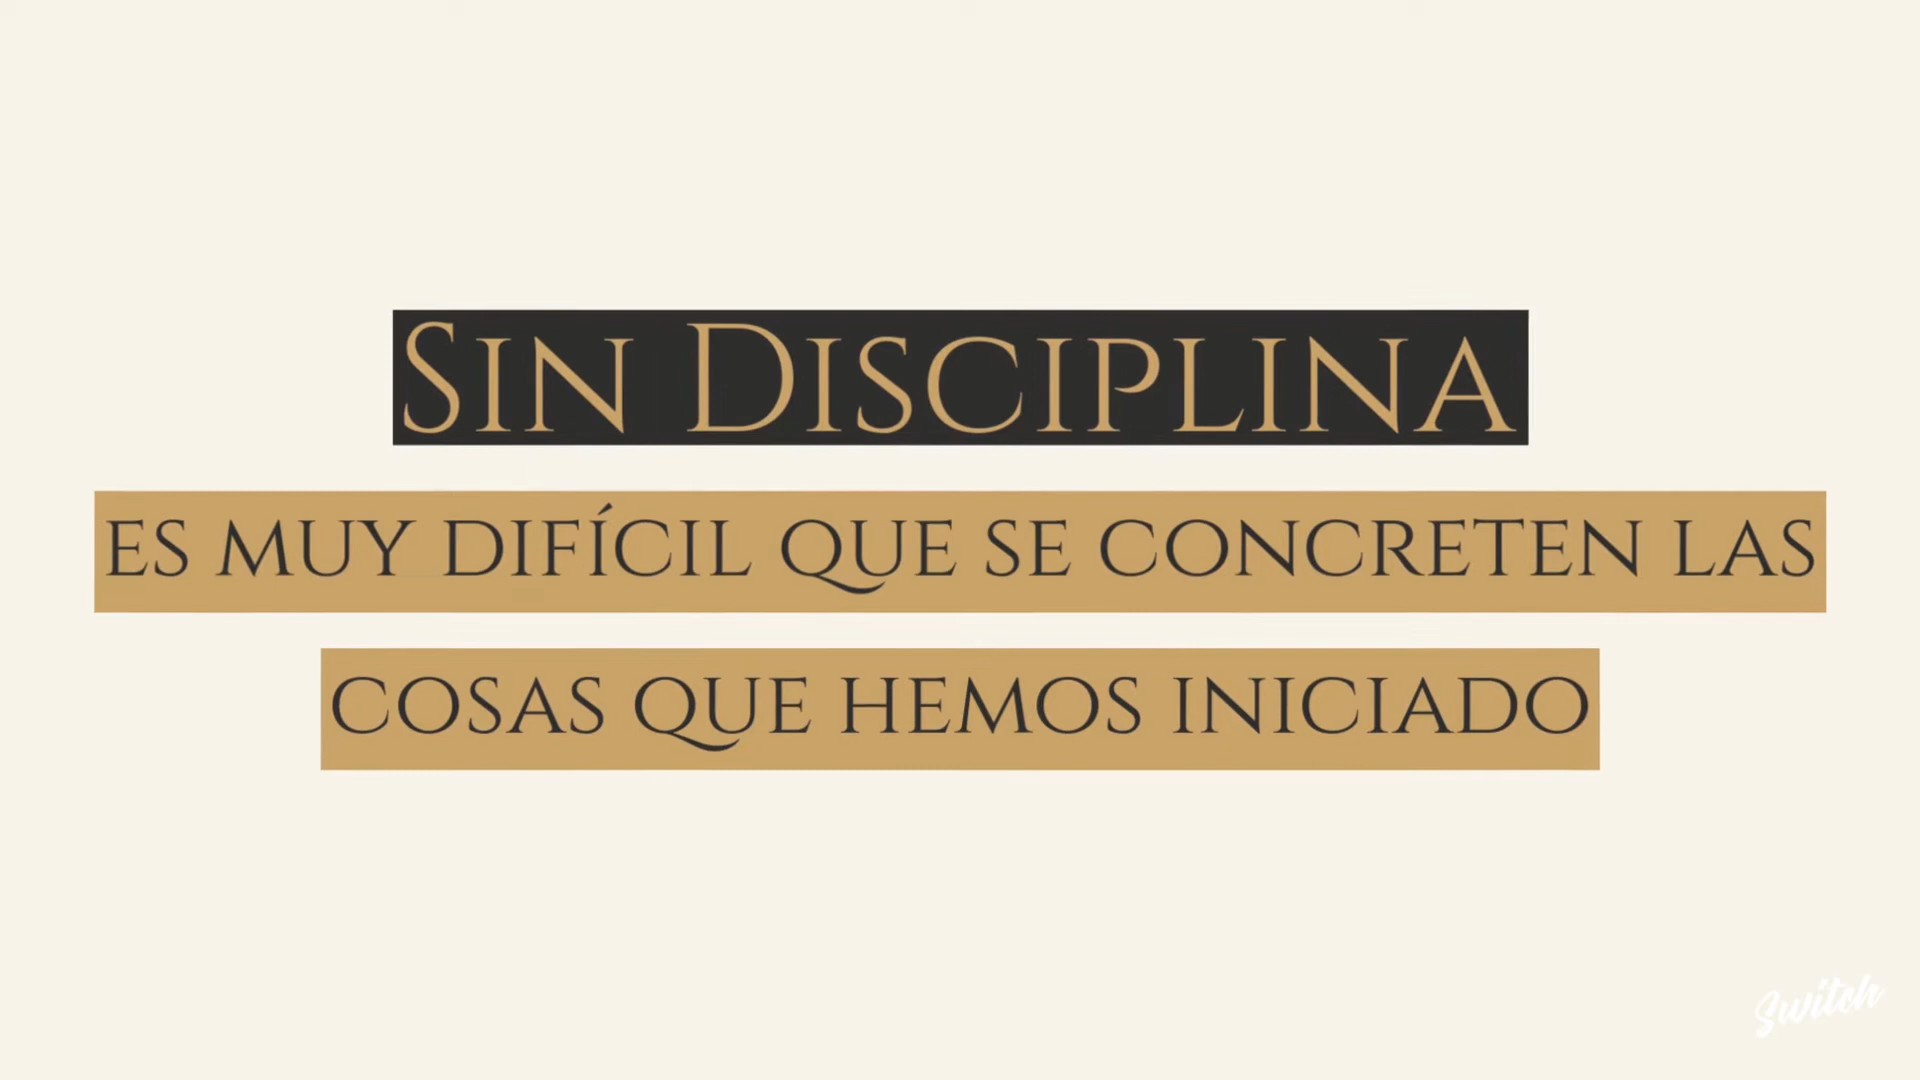 Sin Disciplina
es muy difícil que se concreten las
cosas que hemos iniciado
Switch